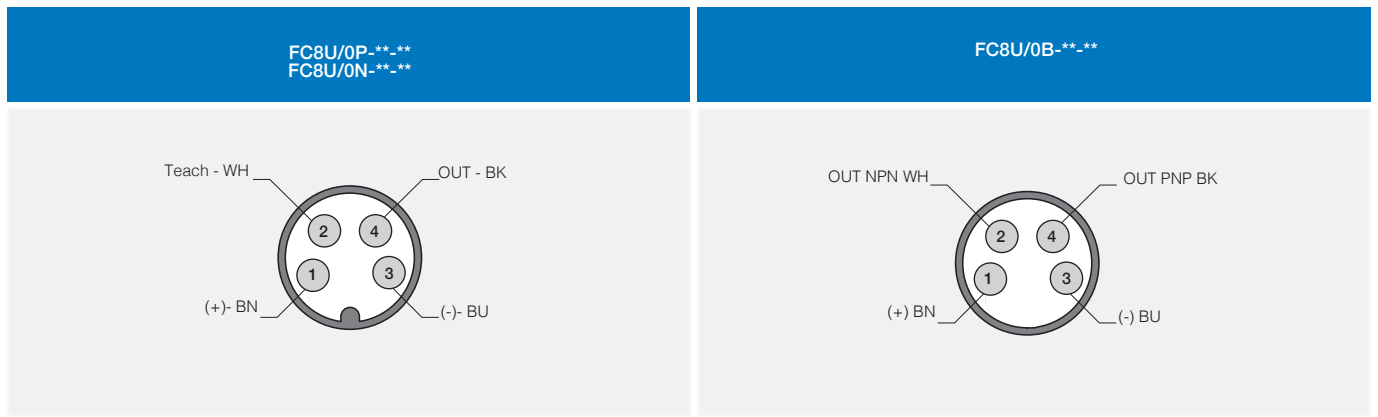 FC8U/0P-**-**
FC8U/0N-**-**
FC8U/0B-**-**
Teach - WH
OUT - BK
2
4
1
3
(+)- BN
(-)- BU
OUT NPN WH
OUT PNP BK
2
4
1
3
(+) BN
(-) BU